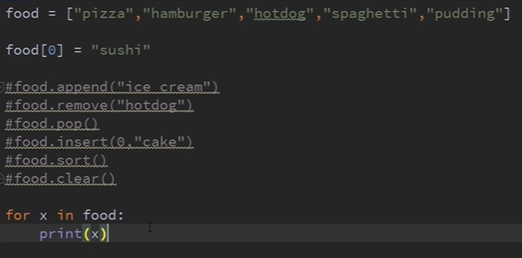 food = ["pizza","hamburger","hotdog","spaghetti","pudding"]
food[0] = "sushi"
#food.append("ice cream")
#food.remove("hotdog")
#food.pop()
#food.insert(0,"cake")
#food.sort()
#food.clear()
for x in food:
    print(x)